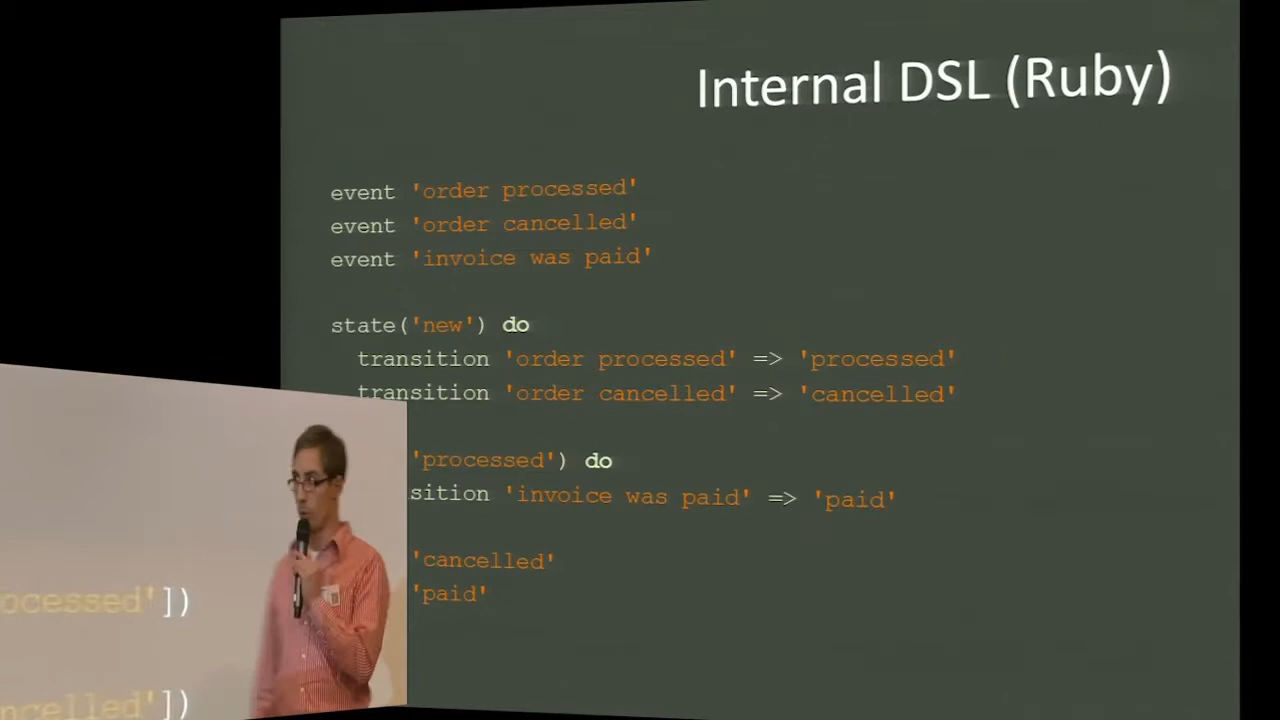 Internal DSL (Ruby)
event 'order processed'
event 'order cancelled'
event 'invoice was paid'
state('new') do
transition 'order processed' => 'processed'
transition 'order cancelled' => 'cancelled'
'processed') do
sition 'invoice was paid' => 'paid'
'cancelled'
'paid'
ocessed'])
ncelled'])